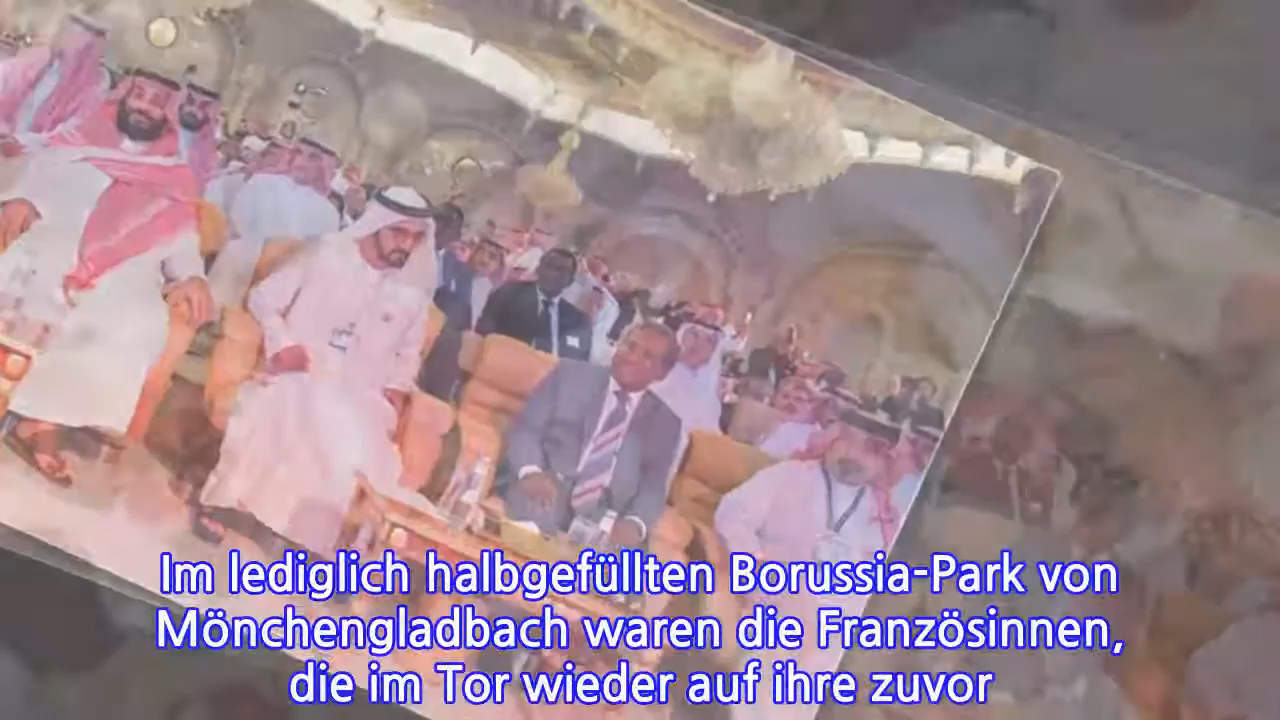 Im lediglich halbgefüllten Borussia-Park von
Mönchengladbach waren die Französinnen,
die im Tor wieder auf ihre zuvor